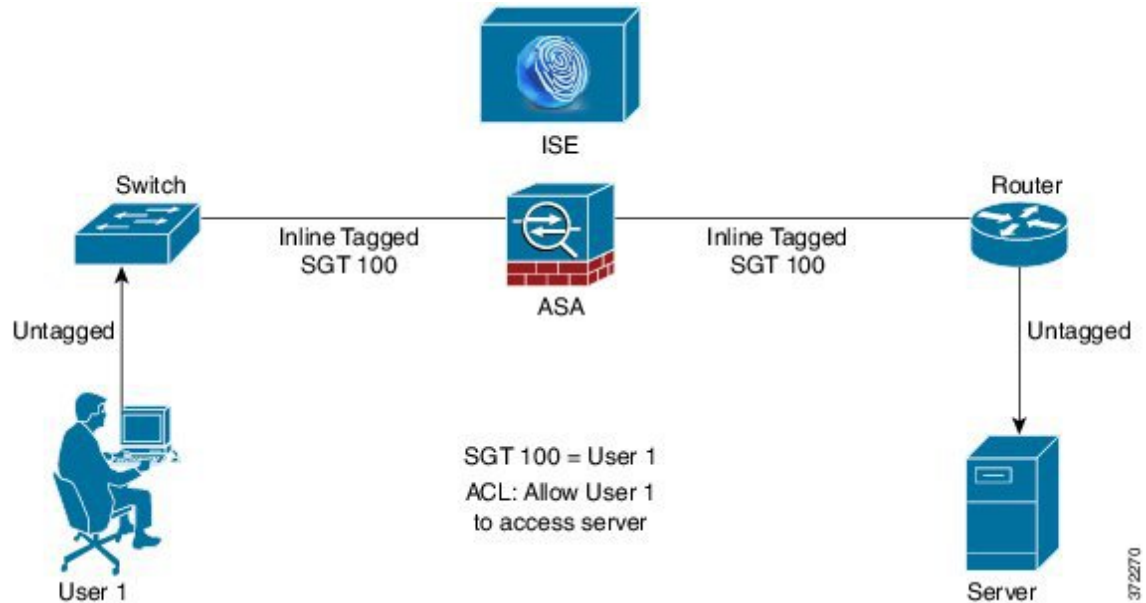 ISE
Switch
Router
Inline Tagged
SGT 100
Inline Tagged
SGT 100
ASA
Untagged
Untagged
SGT 100 = User 1
ACL: Allow User 1
to access server
User 1
Server
372270